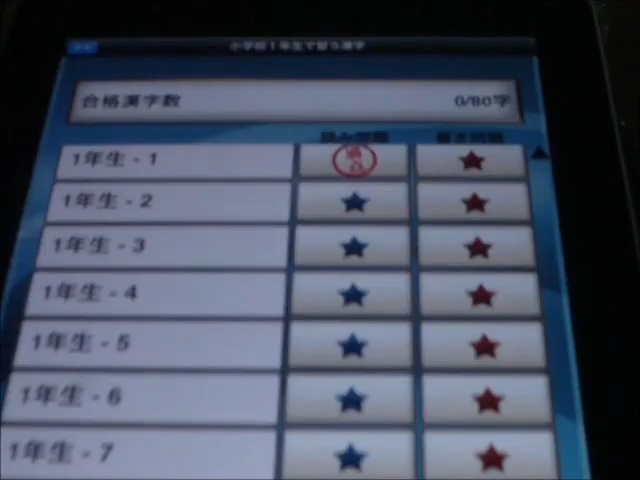 小学校1年生で習う漢字
合格漢字数 0/80字
読み問題 書き問題
1年生 - 1
1年生 - 2
1年生 - 3
1年生 - 4
1年生 - 5
1年生 - 6
1年生 - 7